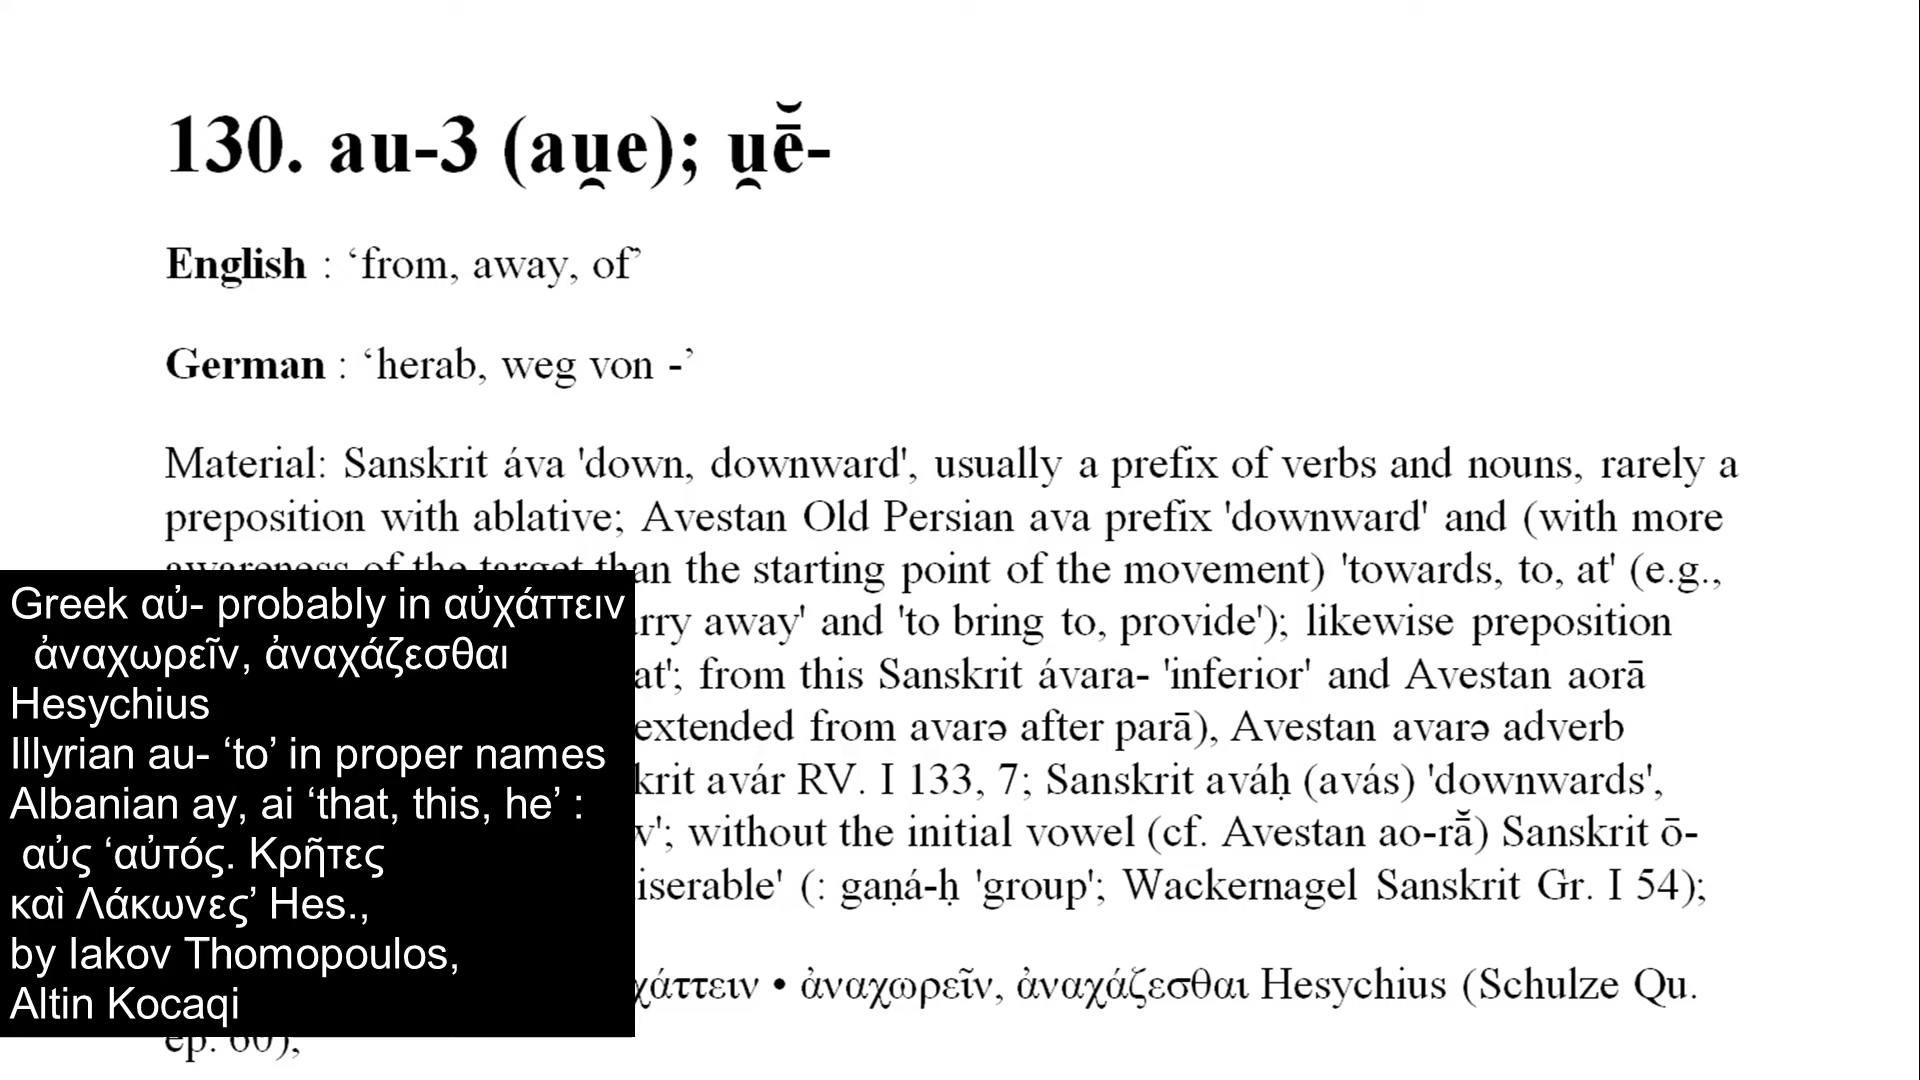 130. au-3 (au̯e); u̯ē̆-
English : ‘from, away, of’
German : ‘herab, weg von -’
Material: Sanskrit áva 'down, downward', usually a prefix of verbs and nouns, rarely a
preposition with ablative; Avestan Old Persian ava prefix 'downward' and (with more
awareness of the target than the starting point of the movement) 'towards, to, at' (e.g.,
away' and 'to bring to, provide'); likewise preposition
at'; from this Sanskrit ávara- 'inferior' and Avestan aorā
extended from avarə after parā), Avestan avarə adverb
avár RV. I 133, 7; Sanskrit aváḥ (avás) 'downwards',
without the initial vowel (cf. Avestan ao-rā̆) Sanskrit ō-
(: gaṇá-ḥ 'group'; Wackernagel Sanskrit Gr. I 54);
• ἀναχωρεῖν, ἀναχάζεσθαι Hesychius (Schulze Qu.
ep. 60);
Greek αὐ- probably in αὐχάττειν
ἀναχωρεῖν, ἀναχάζεσθαι
Hesychius
Illyrian au- ‘to’ in proper names
Albanian ay, ai ‘that, this, he’ :
αὐς ‘αὐτός. Κρῆτες
καὶ Λάκωνες’ Hes.,
by Iakov Thomopoulos,
Altin Kocaqi